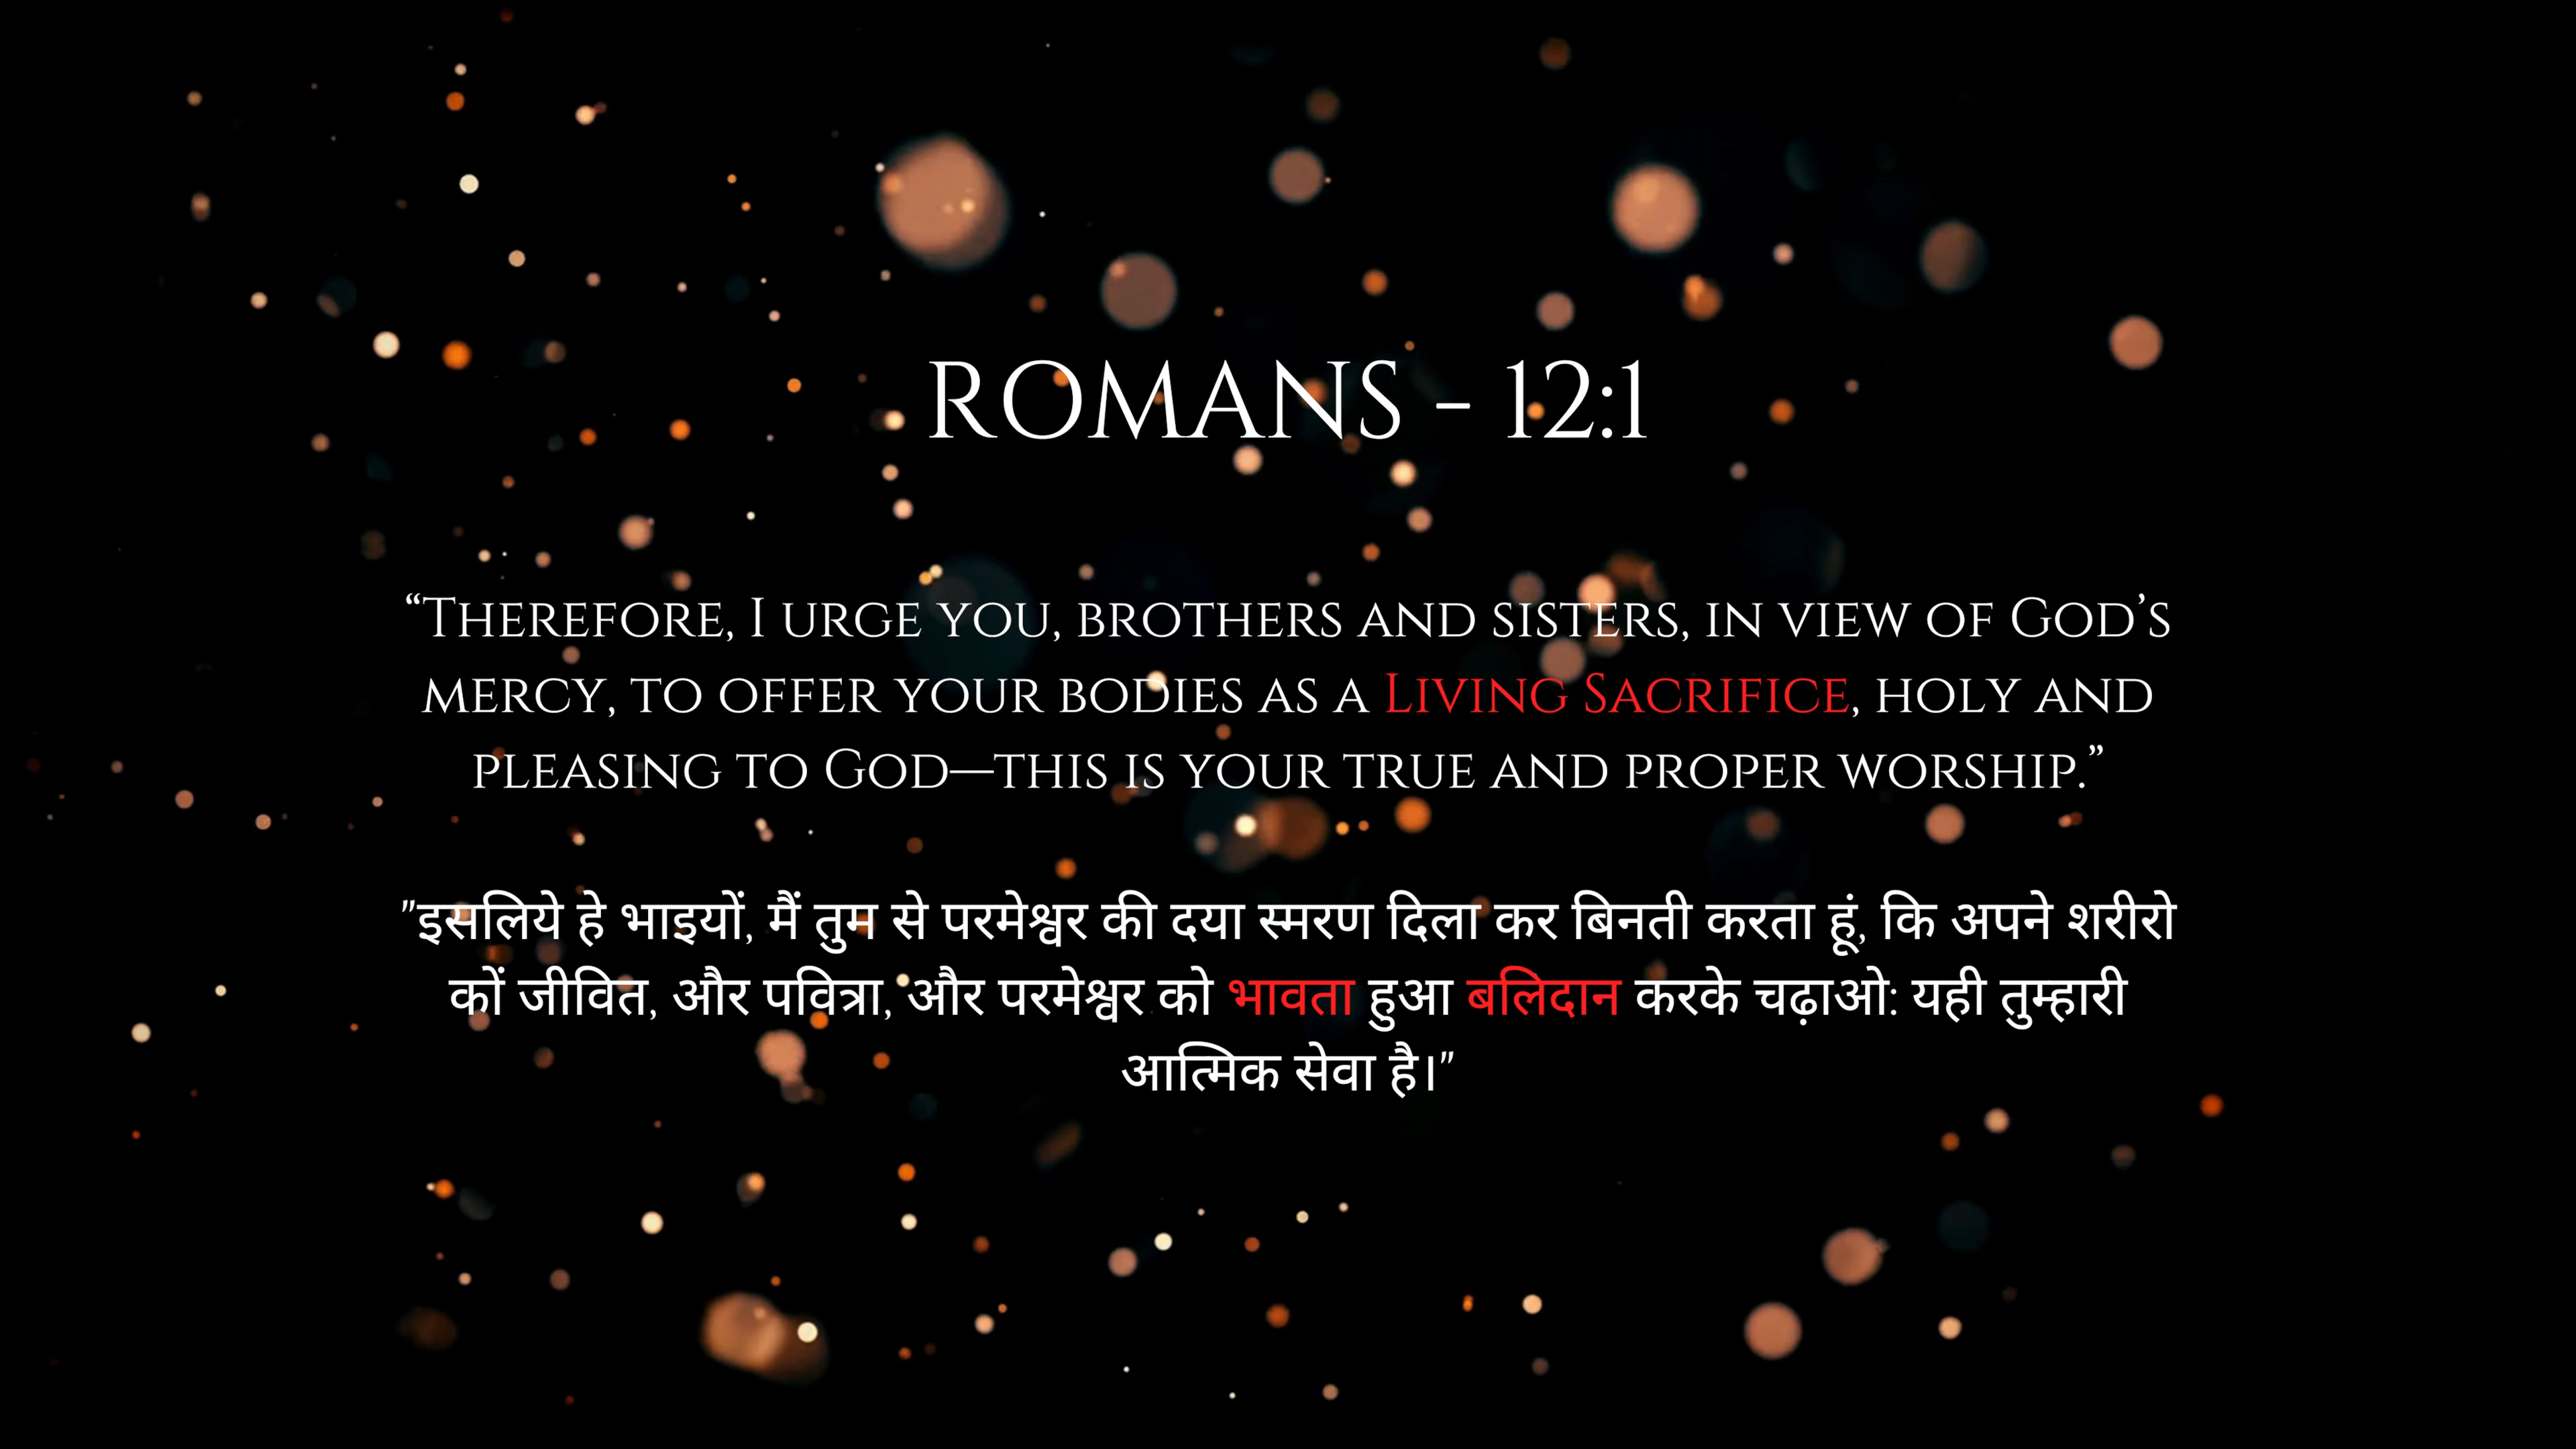 ROMANS - 12:1
“Therefore, I urge you, brothers and sisters, in view of God’s
mercy, to offer your bodies as a Living Sacrifice, holy and
pleasing to God—this is your true and proper worship.”
"इसलिये हे भाइयों, मैं तुम से परमेश्वर की दया स्मरण दिला कर बिनती करता हूं, कि अपने शरीरो
कों जीवित, और पवित्रा, और परमेश्वर को भावता हुआ बलिदान करके चढ़ाओ: यही तुम्हारी
आत्मिक सेवा है।”